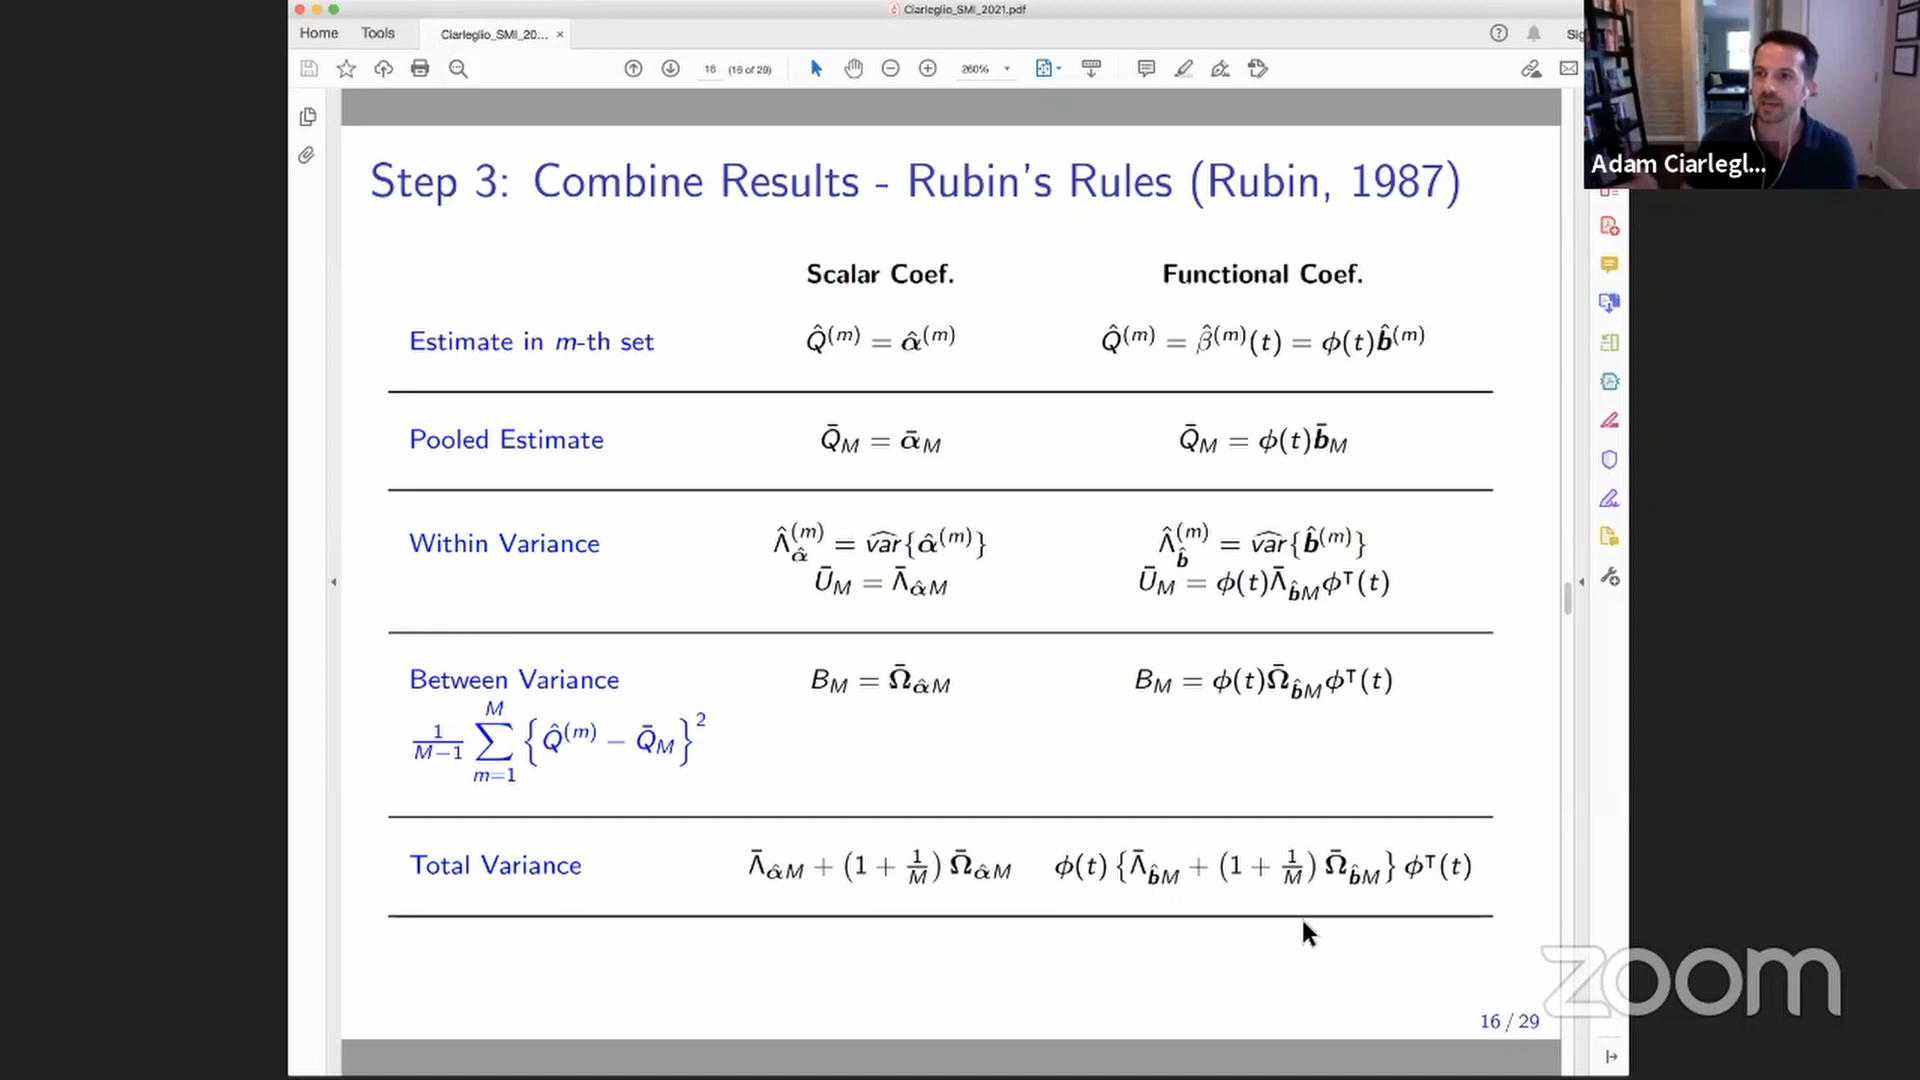 Ciarleglio_SMI_2021.pdf
Home Tools Ciarleglio_SMI_20... × Sig
16 (16 of 29) 260%
Adam Ciarlegl...
Step 3: Combine Results - Rubin's Rules (Rubin, 1987)
Scalar Coef. Functional Coef.
Estimate in m-th set Q̂^(m) = α̂^(m) Q̂^(m) = β̂^(m)(t) = ϕ(t)b̂^(m)
Pooled Estimate Q̄_M = ᾱ_M Q̄_M = ϕ(t)b̄_M
Within Variance Λ̂_α̂^(m) = var̂{α̂^(m)} Λ̂_b̂^(m) = var̂{b̂^(m)}
Ū_M = Λ̄_α̂M Ū_M = ϕ(t)Λ̄_b̂Mϕ^⊤(t)
Between Variance B_M = Ω̄_α̂M B_M = ϕ(t)Ω̄_b̂Mϕ^⊤(t)
1/(M−1) ∑_{m=1}^{M} {Q̂^(m) − Q̄_M}^2
Total Variance Λ̄_α̂M + (1 + 1/M) Ω̄_α̂M ϕ(t) {Λ̄_b̂M + (1 + 1/M) Ω̄_b̂M} ϕ^⊤(t)
16 / 29
zoom